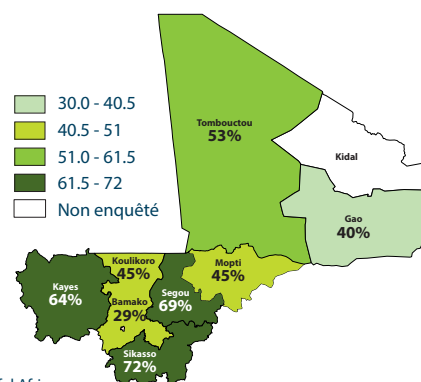 30.0 - 40.5
40.5 - 51
51.0 - 61.5
61.5 - 72
Non enquêté
Tombouctou
53%
Kidal
Gao
40%
Koulikoro
45%
Mopti
45%
Kayes
64%
Segou
69%
Bamako
29%
Sikasso
72%